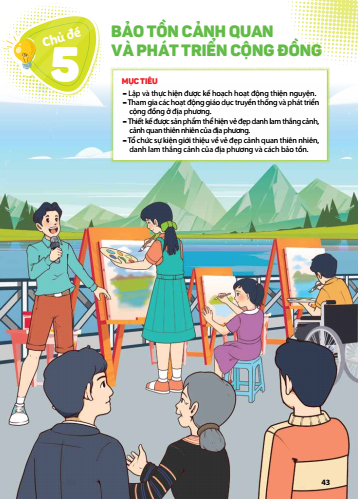 Chủ đề
5
BẢO TỒN CẢNH QUAN
VÀ PHÁT TRIỂN CỘNG ĐỒNG
MỤC TIÊU
– Lập và thực hiện được kế hoạch hoạt động thiện nguyện.
– Tham gia các hoạt động giáo dục truyền thống và phát triển
cộng đồng ở địa phương.
– Thiết kế được sản phẩm thể hiện vẻ đẹp danh lam thắng cảnh,
cảnh quan thiên nhiên của địa phương.
– Tổ chức sự kiện giới thiệu về vẻ đẹp cảnh quan thiên nhiên,
danh lam thắng cảnh của địa phương và cách bảo tồn.
43